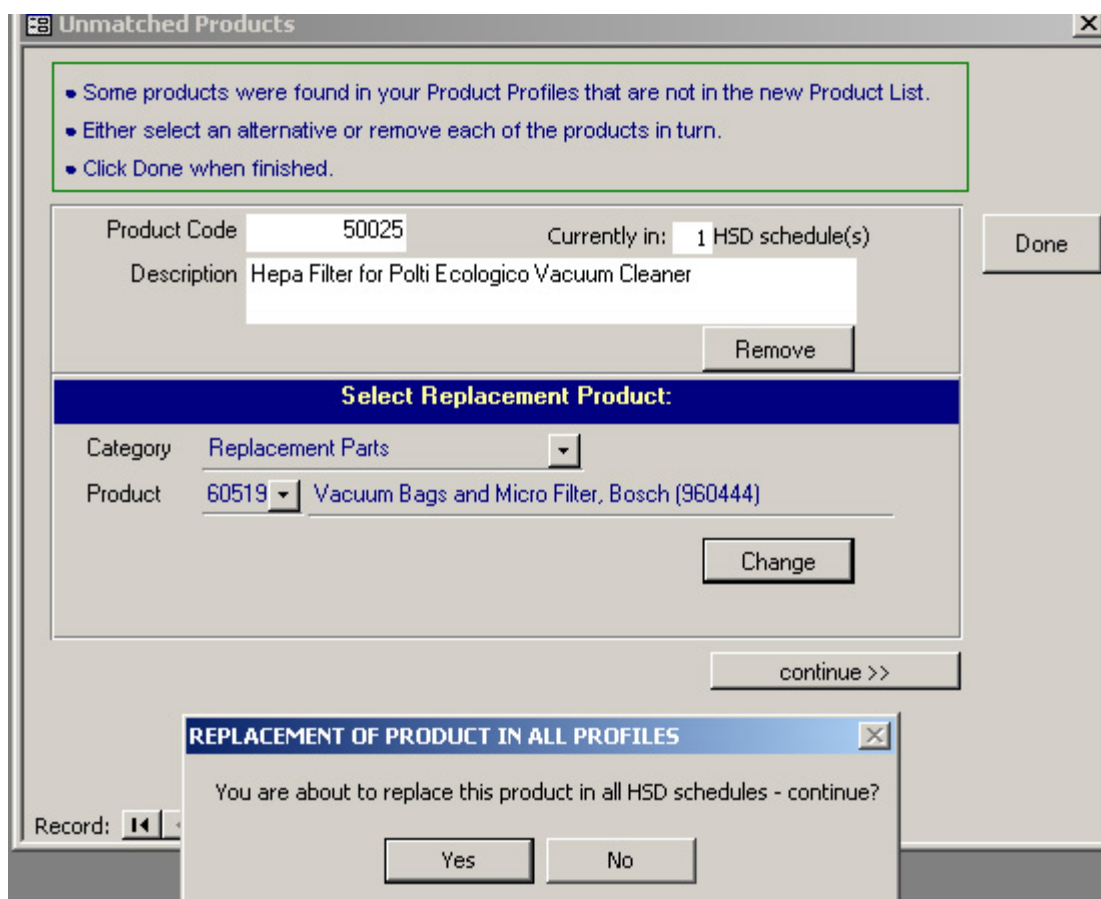 Unmatched Products
• Some products were found in your Product Profiles that are not in the new Product List.
• Either select an alternative or remove each of the products in turn.
• Click Done when finished.
Product Code 50025 Currently in: 1 HSD schedule(s)
Done
Description Hepa Filter for Polti Ecologico Vacuum Cleaner
Remove
Select Replacement Product:
Category Replacement Parts
Product 60519 Vacuum Bags and Micro Filter, Bosch (960444)
Change
continue >>
REPLACEMENT OF PRODUCT IN ALL PROFILES
You are about to replace this product in all HSD schedules - continue?
Record:
Yes No